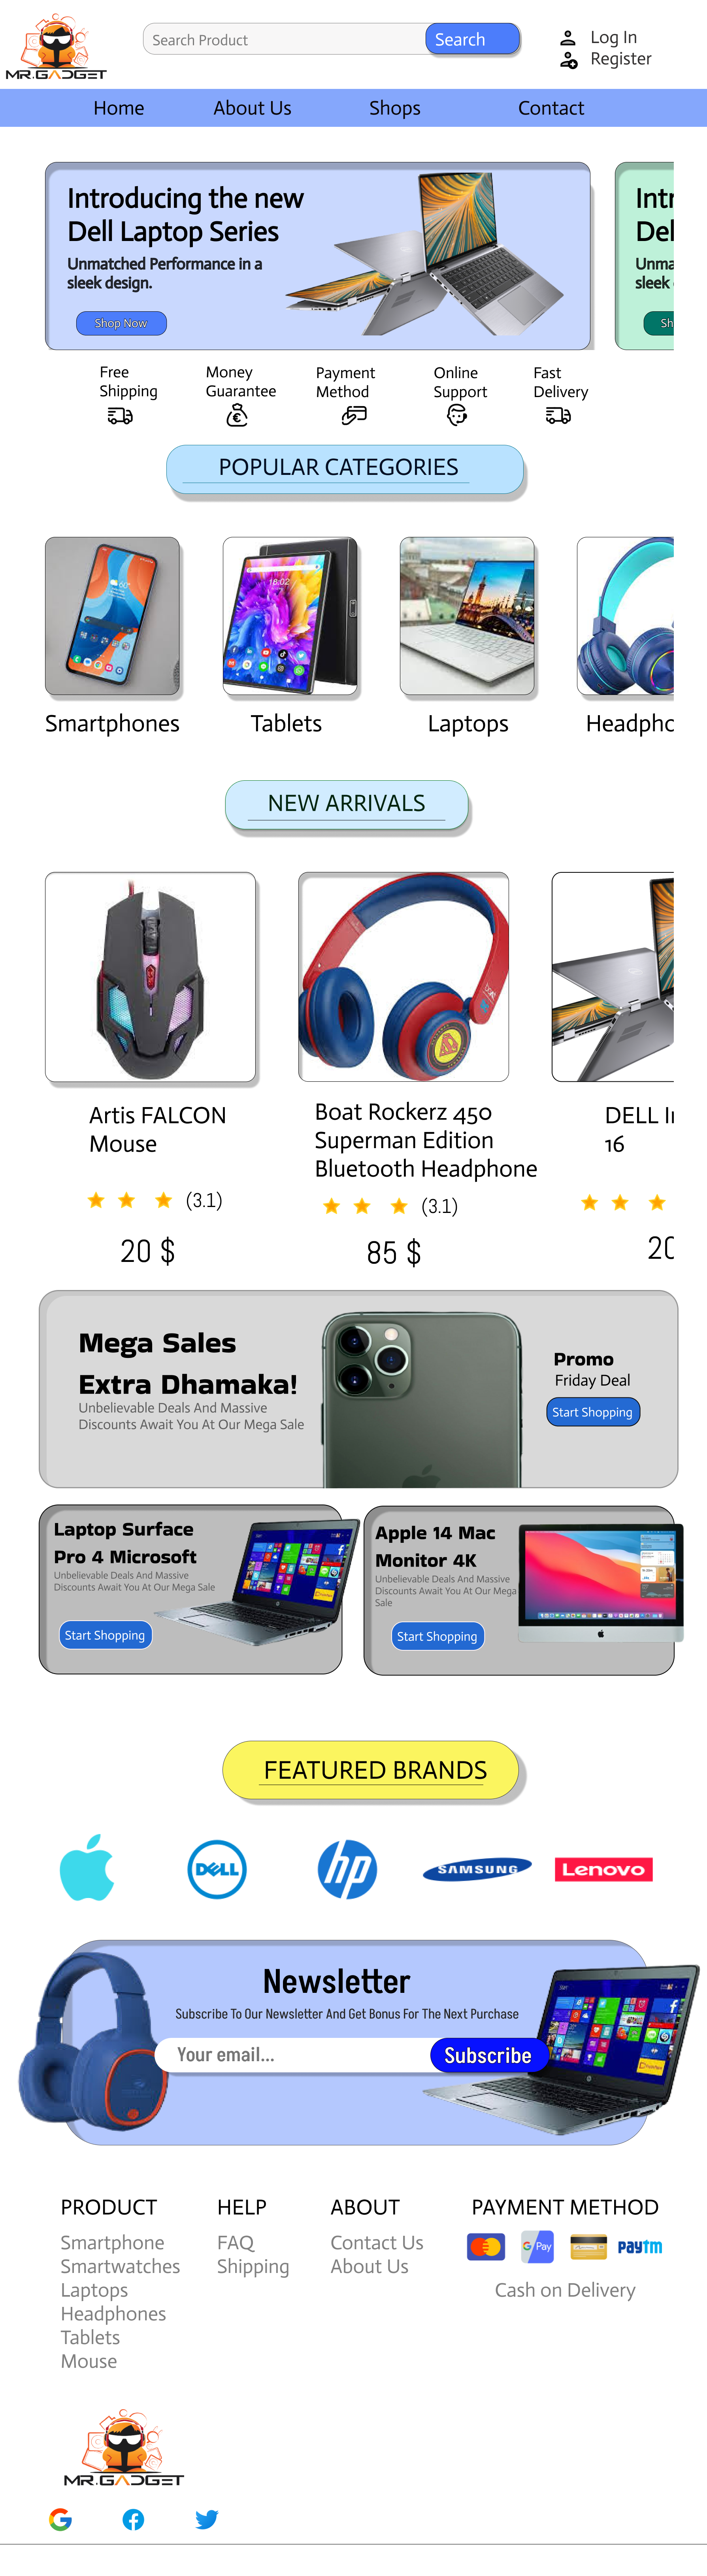 MR.GADGET
Search Product
Search
Log In
Register
Home
About Us
Shops
Contact
Introducing the new
Dell Laptop Series
Unmatched Performance in a
sleek design.
Shop Now
Intr
Del
Unma
sleek
Sh
Free
Shipping
Money
Guarantee
Payment
Method
Online
Support
Fast
Delivery
POPULAR CATEGORIES
18:02
Smartphones
Tablets
Laptops
Headpho
NEW ARRIVALS
Artis FALCON
Mouse
(3.1)
20 $
Boat Rockerz 450
Superman Edition
Bluetooth Headphone
(3.1)
85 $
DELL I
16
20
Mega Sales
Extra Dhamaka!
Unbelievable Deals And Massive
Discounts Await You At Our Mega Sale
Promo
Friday Deal
Start Shopping
Laptop Surface
Pro 4 Microsoft
Unbelievable Deals And Massive
Discounts Await You At Our Mega Sale
Start Shopping
Apple 14 Mac
Monitor 4K
Unbelievable Deals And Massive
Discounts Await You At Our Mega
Sale
Start Shopping
FEATURED BRANDS
DELL
hp
SAMSUNG
Lenovo
Newsletter
Subscribe To Our Newsletter And Get Bonus For The Next Purchase
Your email...
Subscribe
PRODUCT
Smartphone
Smartwatches
Laptops
Headphones
Tablets
Mouse
HELP
FAQ
Shipping
ABOUT
Contact Us
About Us
PAYMENT METHOD
G Pay
paytm
Cash on Delivery
MR.GADGET